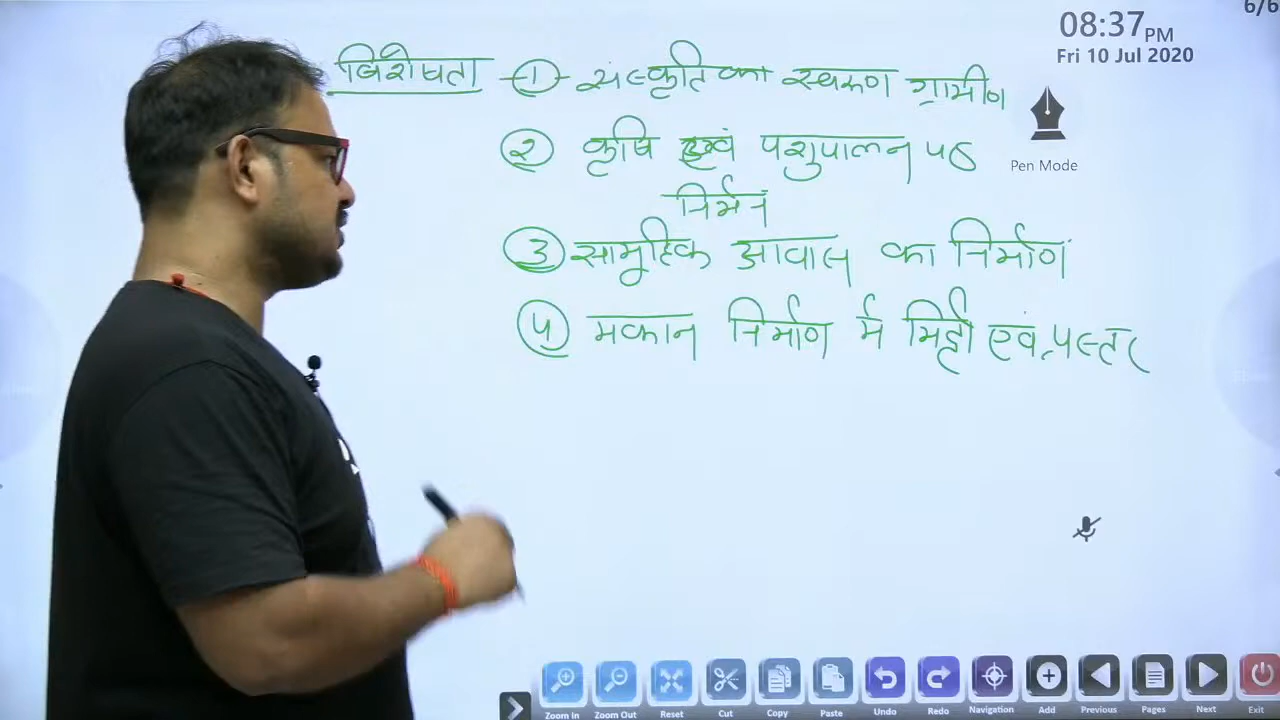 6/6
08:37PM
Fri 10 Jul 2020
Pen Mode
विशेषता - ① - संस्कृति का स्वरूप ग्रामीण
② कृषि एवं पशुपालन पर
निर्भर
③ सामूहिक आवास का निर्माण
④ मकान निर्माण में मिट्टी एवं पत्थर
Zoom In Zoom Out Reset Cut Copy Paste Undo Redo Navigation Add Previous Pages Next Exit